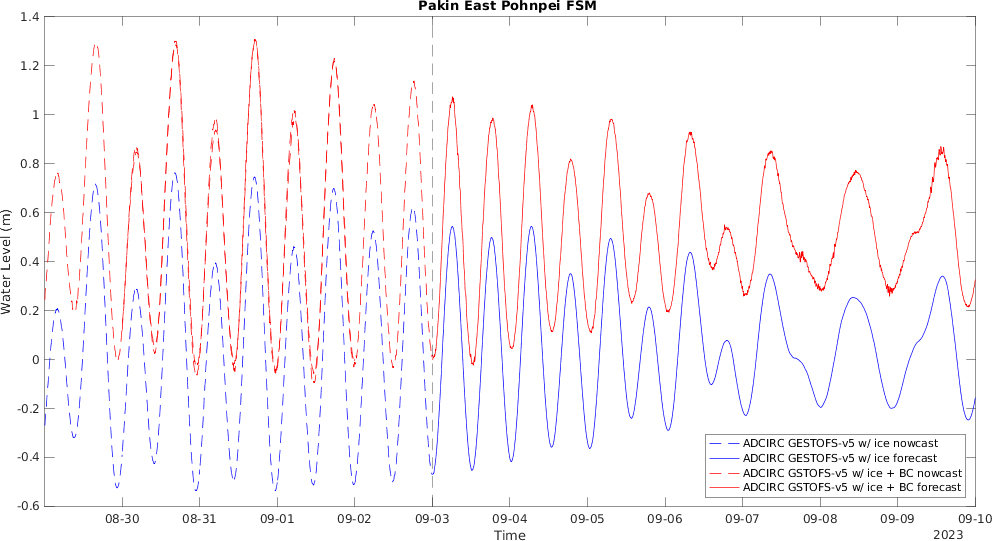 Pakin East Pohnpei FSM
1.4
1.2
1
0.8
0.6
0.4
0.2
0
-0.2
-0.4
-0.6
Water Level (m)
ADCIRC GESTOFS-v5 w/ ice nowcast
ADCIRC GESTOFS-v5 w/ ice forecast
ADCIRC GSTOFS-v5 w/ ice + BC nowcast
ADCIRC GSTOFS-v5 w/ ice + BC forecast
08-30 08-31 09-01 09-02 09-03 09-04 09-05 09-06 09-07 09-08 09-09 09-10
Time
2023